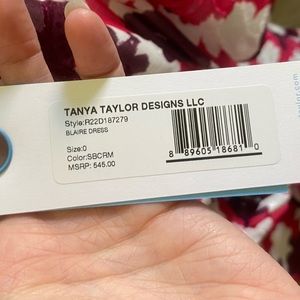 TANYA TAYLOR DESIGNS LLC
Style:R22D187279
BLAIRE DRESS
Size:0
Color:SBCRM
MSRP: 545.00
8 89605 18681 0